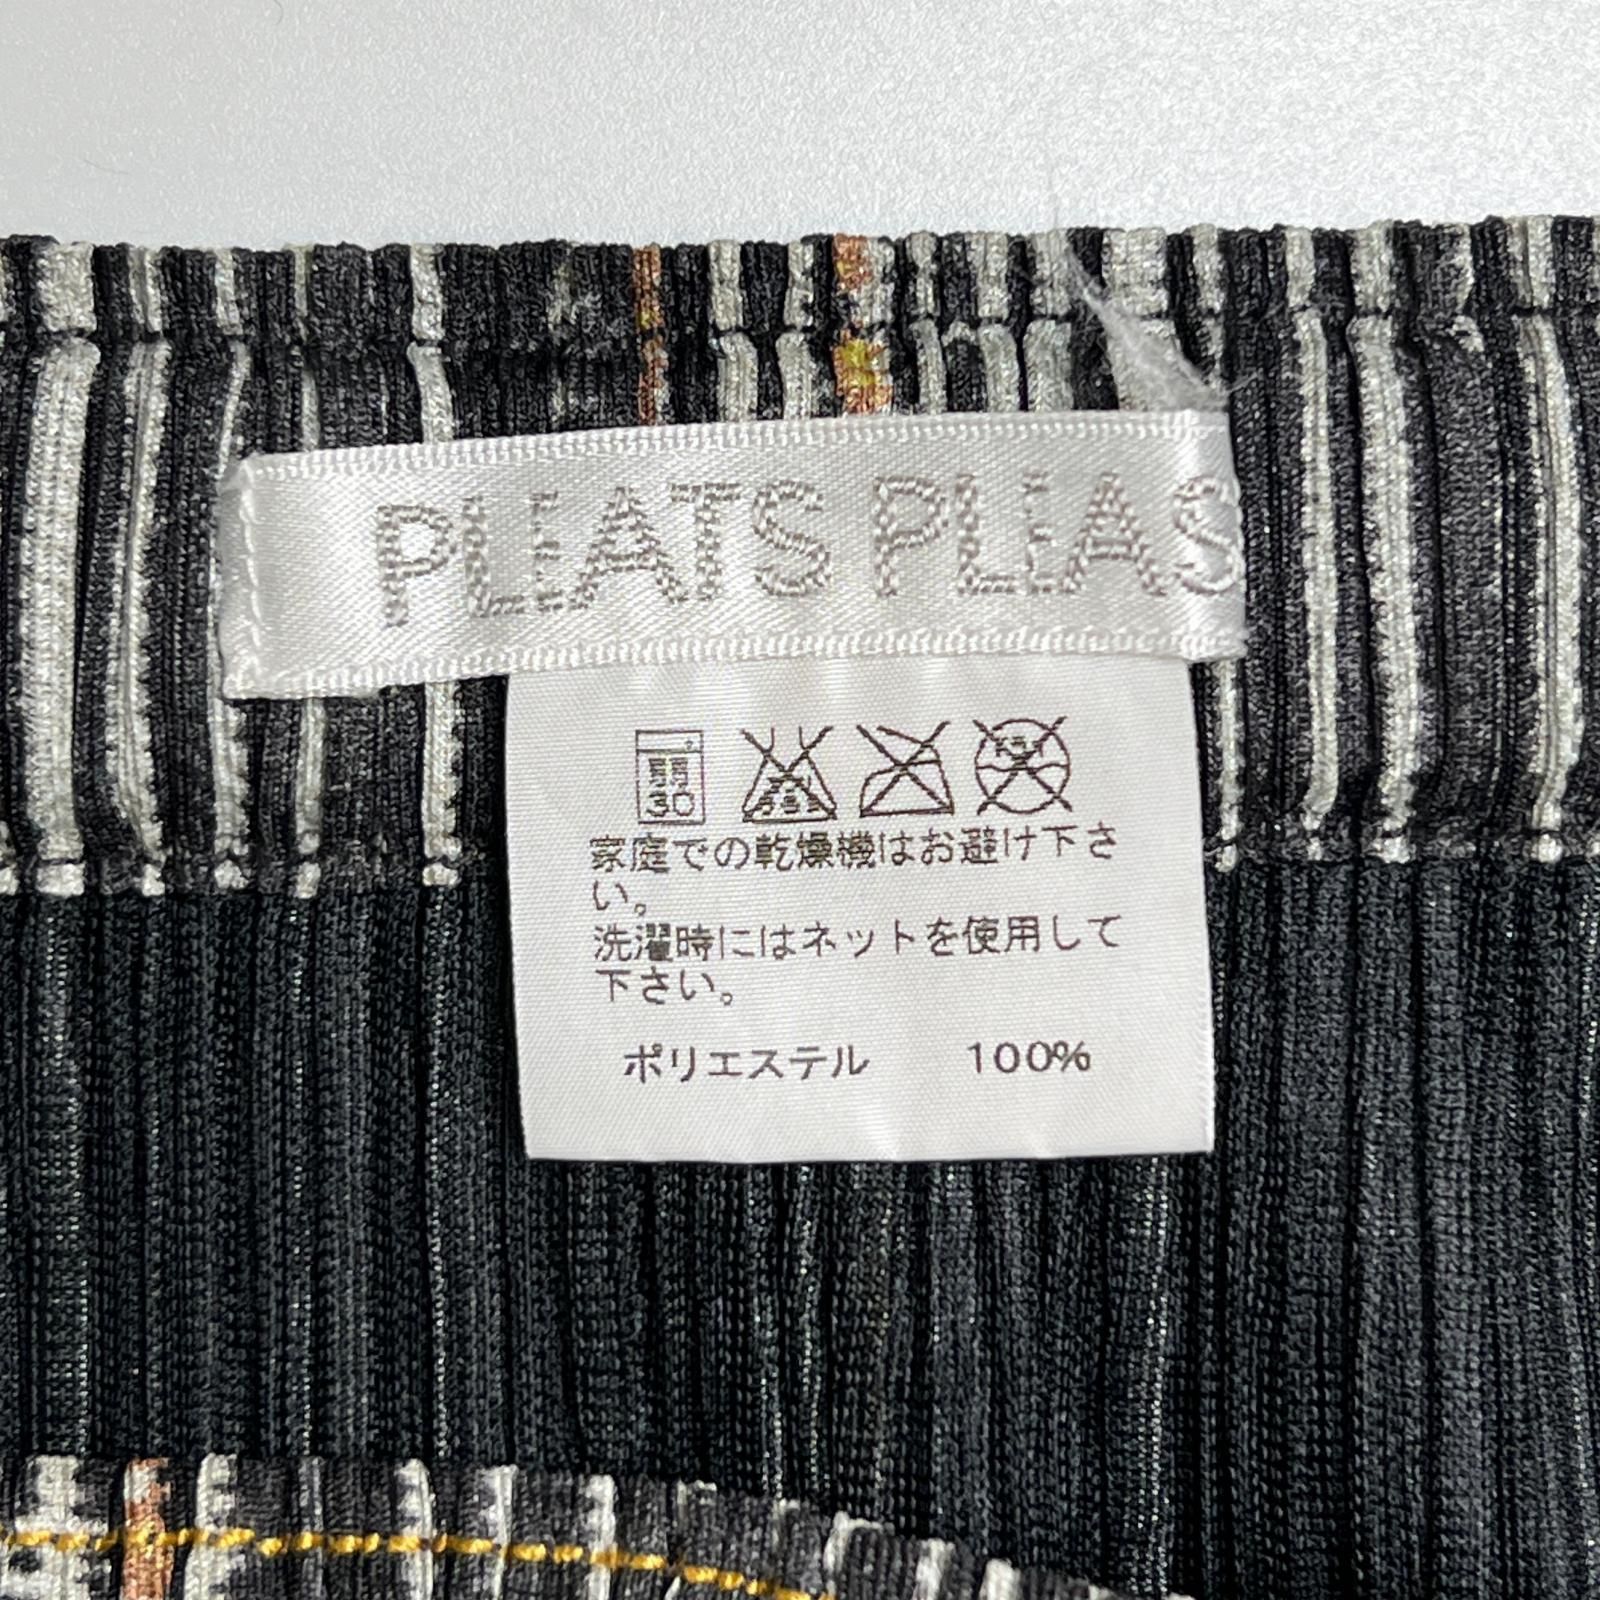 PLEATS PLEAS
30
家庭での乾燥機はお避け下さ
い。
洗濯時にはネットを使用して
下さい。
ポリエステル 100%